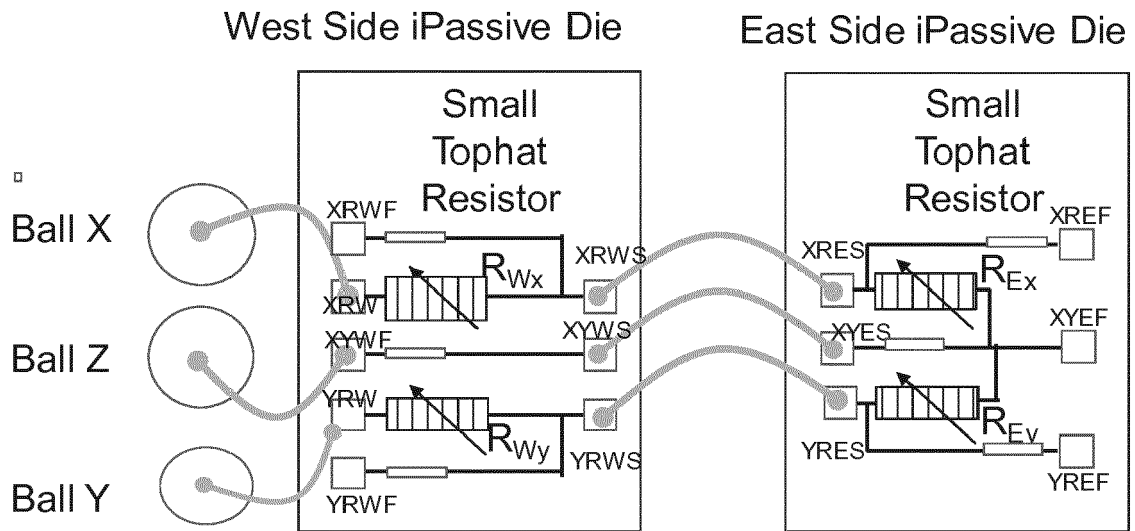 West Side iPassive Die
East Side iPassive Die
Small
Tophat
Resistor
Small
Tophat
Resistor
Ball X
Ball Z
Ball Y
XRWF
XRW
XYWF
YRW
YRWF
RWx
RWy
XRWS
XYWS
YRWS
XRES
XYES
YRES
REx
REv
XREF
XYEF
YREF